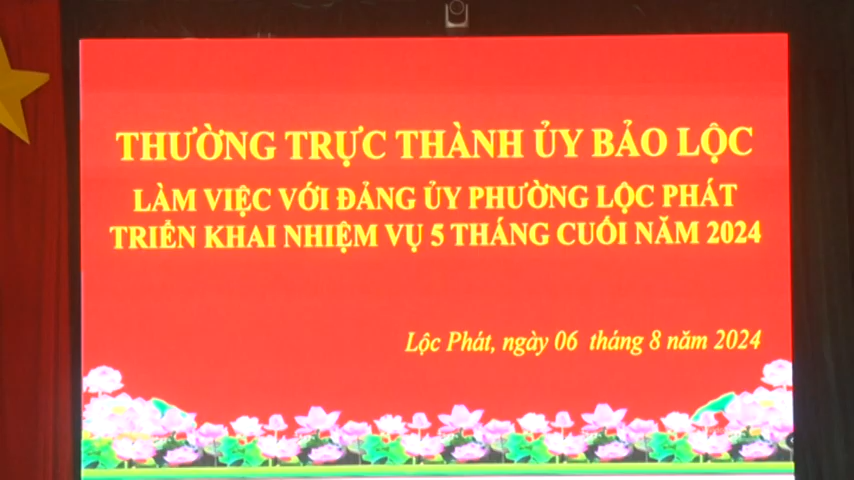 THƯỜNG TRỰC THÀNH ỦY BẢO LỘC
LÀM VIỆC VỚI ĐẢNG ỦY PHƯỜNG LỘC PHÁT
TRIỂN KHAI NHIỆM VỤ 5 THÁNG CUỐI NĂM 2024
Lộc Phát, ngày 06 tháng 8 năm 2024